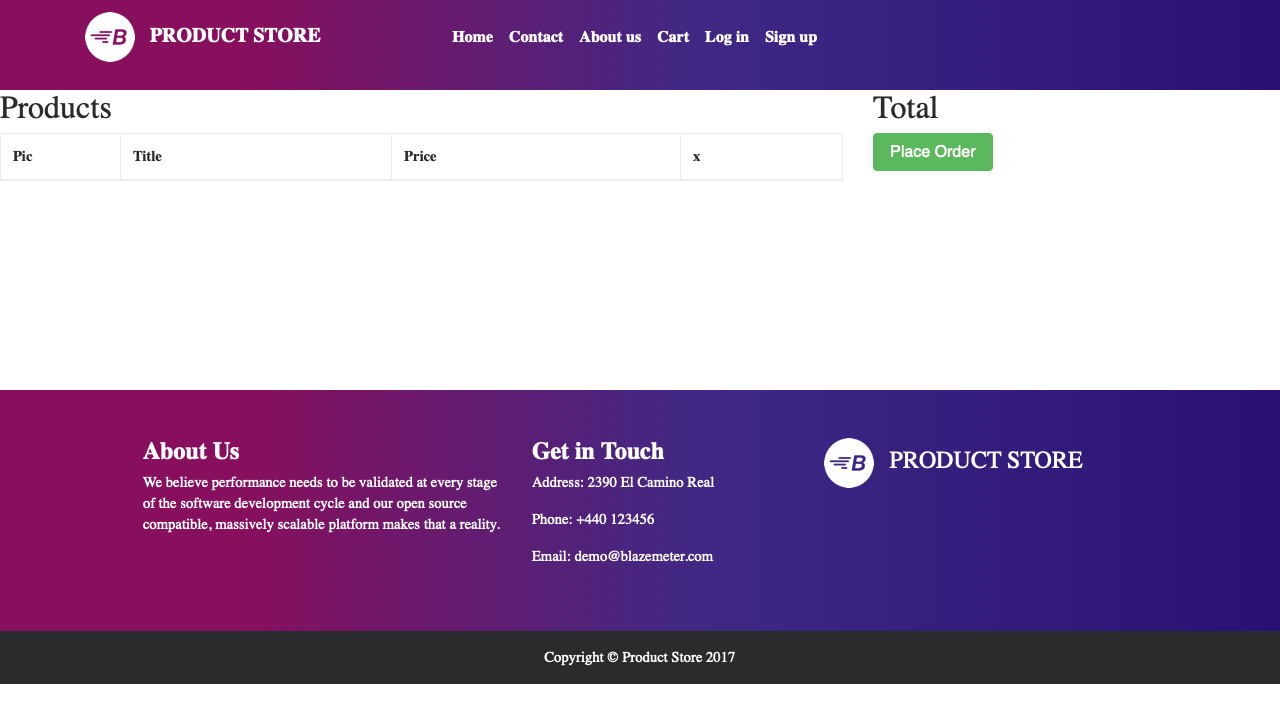 B PRODUCT STORE
Home Contact About us Cart Log in Sign up
Products
Pic Title Price x
Total
Place Order
About Us
We believe performance needs to be validated at every stage
of the software development cycle and our open source
compatible, massively scalable platform makes that a reality.
Get in Touch
Address: 2390 El Camino Real
Phone: +440 123456
Email: demo@blazemeter.com
B PRODUCT STORE
Copyright © Product Store 2017